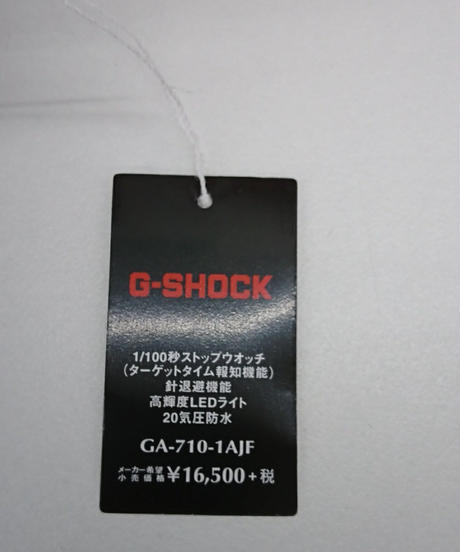 G-SHOCK
1/100秒ストップウオッチ
(ターゲットタイム報知機能)
針退避機能
高輝度LEDライト
20気圧防水
GA-710-1AJF
メーカー希望
小売価格 ¥16,500+税